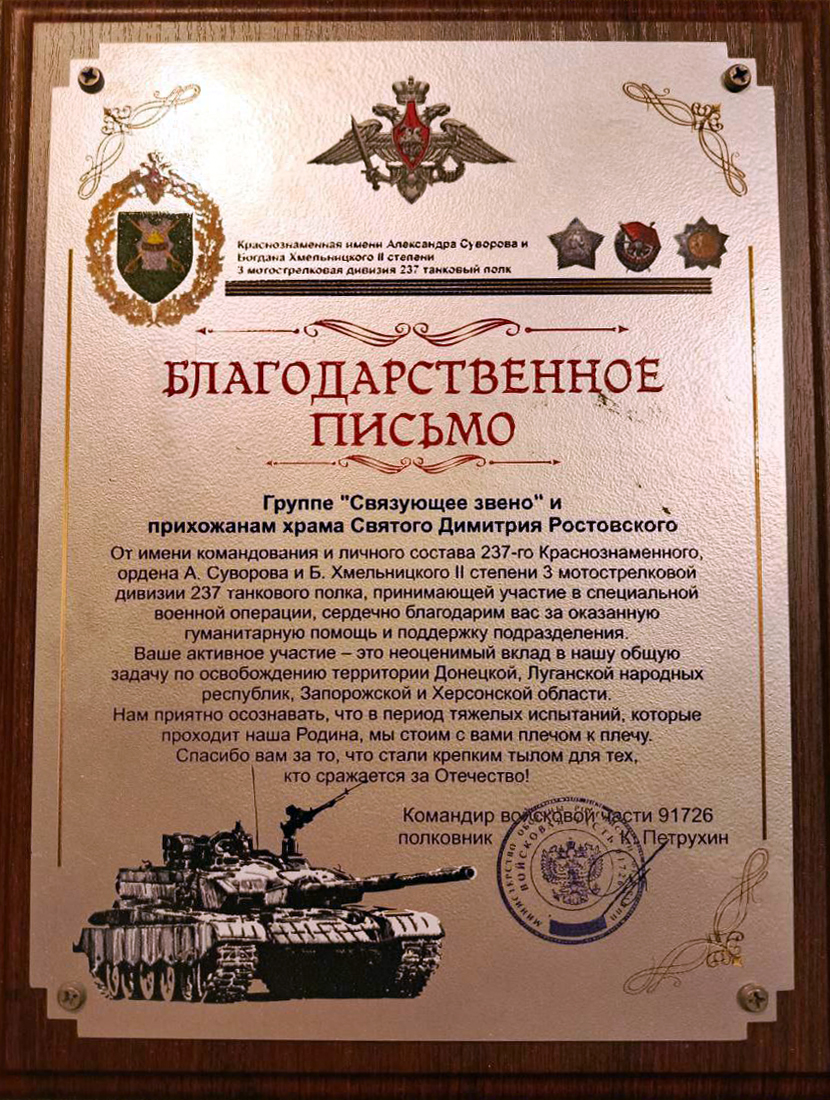 Краснознаменная имени Александра Суворова и
Богдана Хмельницкого II степени
3 мотострелковая дивизия 237 танковый полк
БЛАГОДАРСТВЕННОЕ
ПИСЬМО
Группе "Связующее звено" и
прихожанам храма Святого Димитрия Ростовского
От имени командования и личного состава 237-го Краснознаменного,
ордена А. Суворова и Б. Хмельницкого II степени 3 мотострелковой
дивизии 237 танкового полка, принимающей участие в специальной
военной операции, сердечно благодарим вас за оказанную
гуманитарную помощь и поддержку подразделения.
Ваше активное участие – это неоценимый вклад в нашу общую
задачу по освобождению территории Донецкой, Луганской народных
республик, Запорожской и Херсонской области.
Нам приятно осознавать, что в период тяжелых испытаний, которые
проходит наша Родина, мы стоим с вами плечом к плечу.
Спасибо вам за то, что стали крепким тылом для тех,
кто сражается за Отечество!
Командир войсковой части 91726
полковник К. Петрухин
МИНИСТЕРСТВО ОБОРОНЫ
ВОЙСКОВАЯ ЧАСТЬ